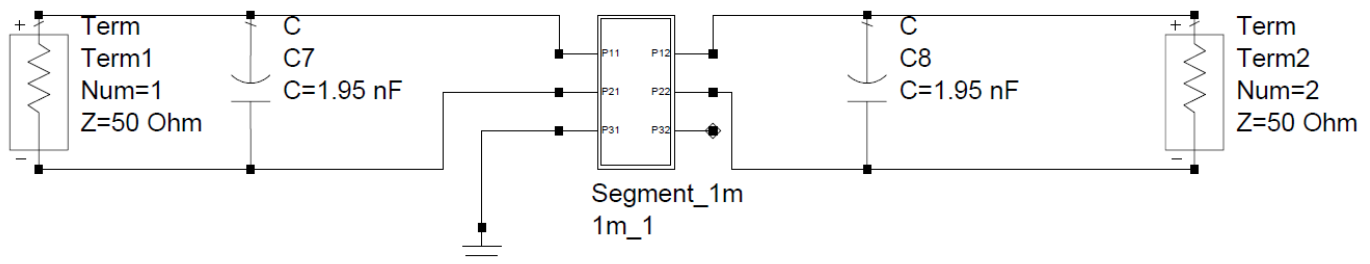 +
Term
Term1
Num=1
Z=50 Ohm
−
C
C7
C=1.95 nF
P11
P12
P21
P22
P31
P32
Segment_1m
1m_1
C
C8
C=1.95 nF
+
Term
Term2
Num=2
Z=50 Ohm
−